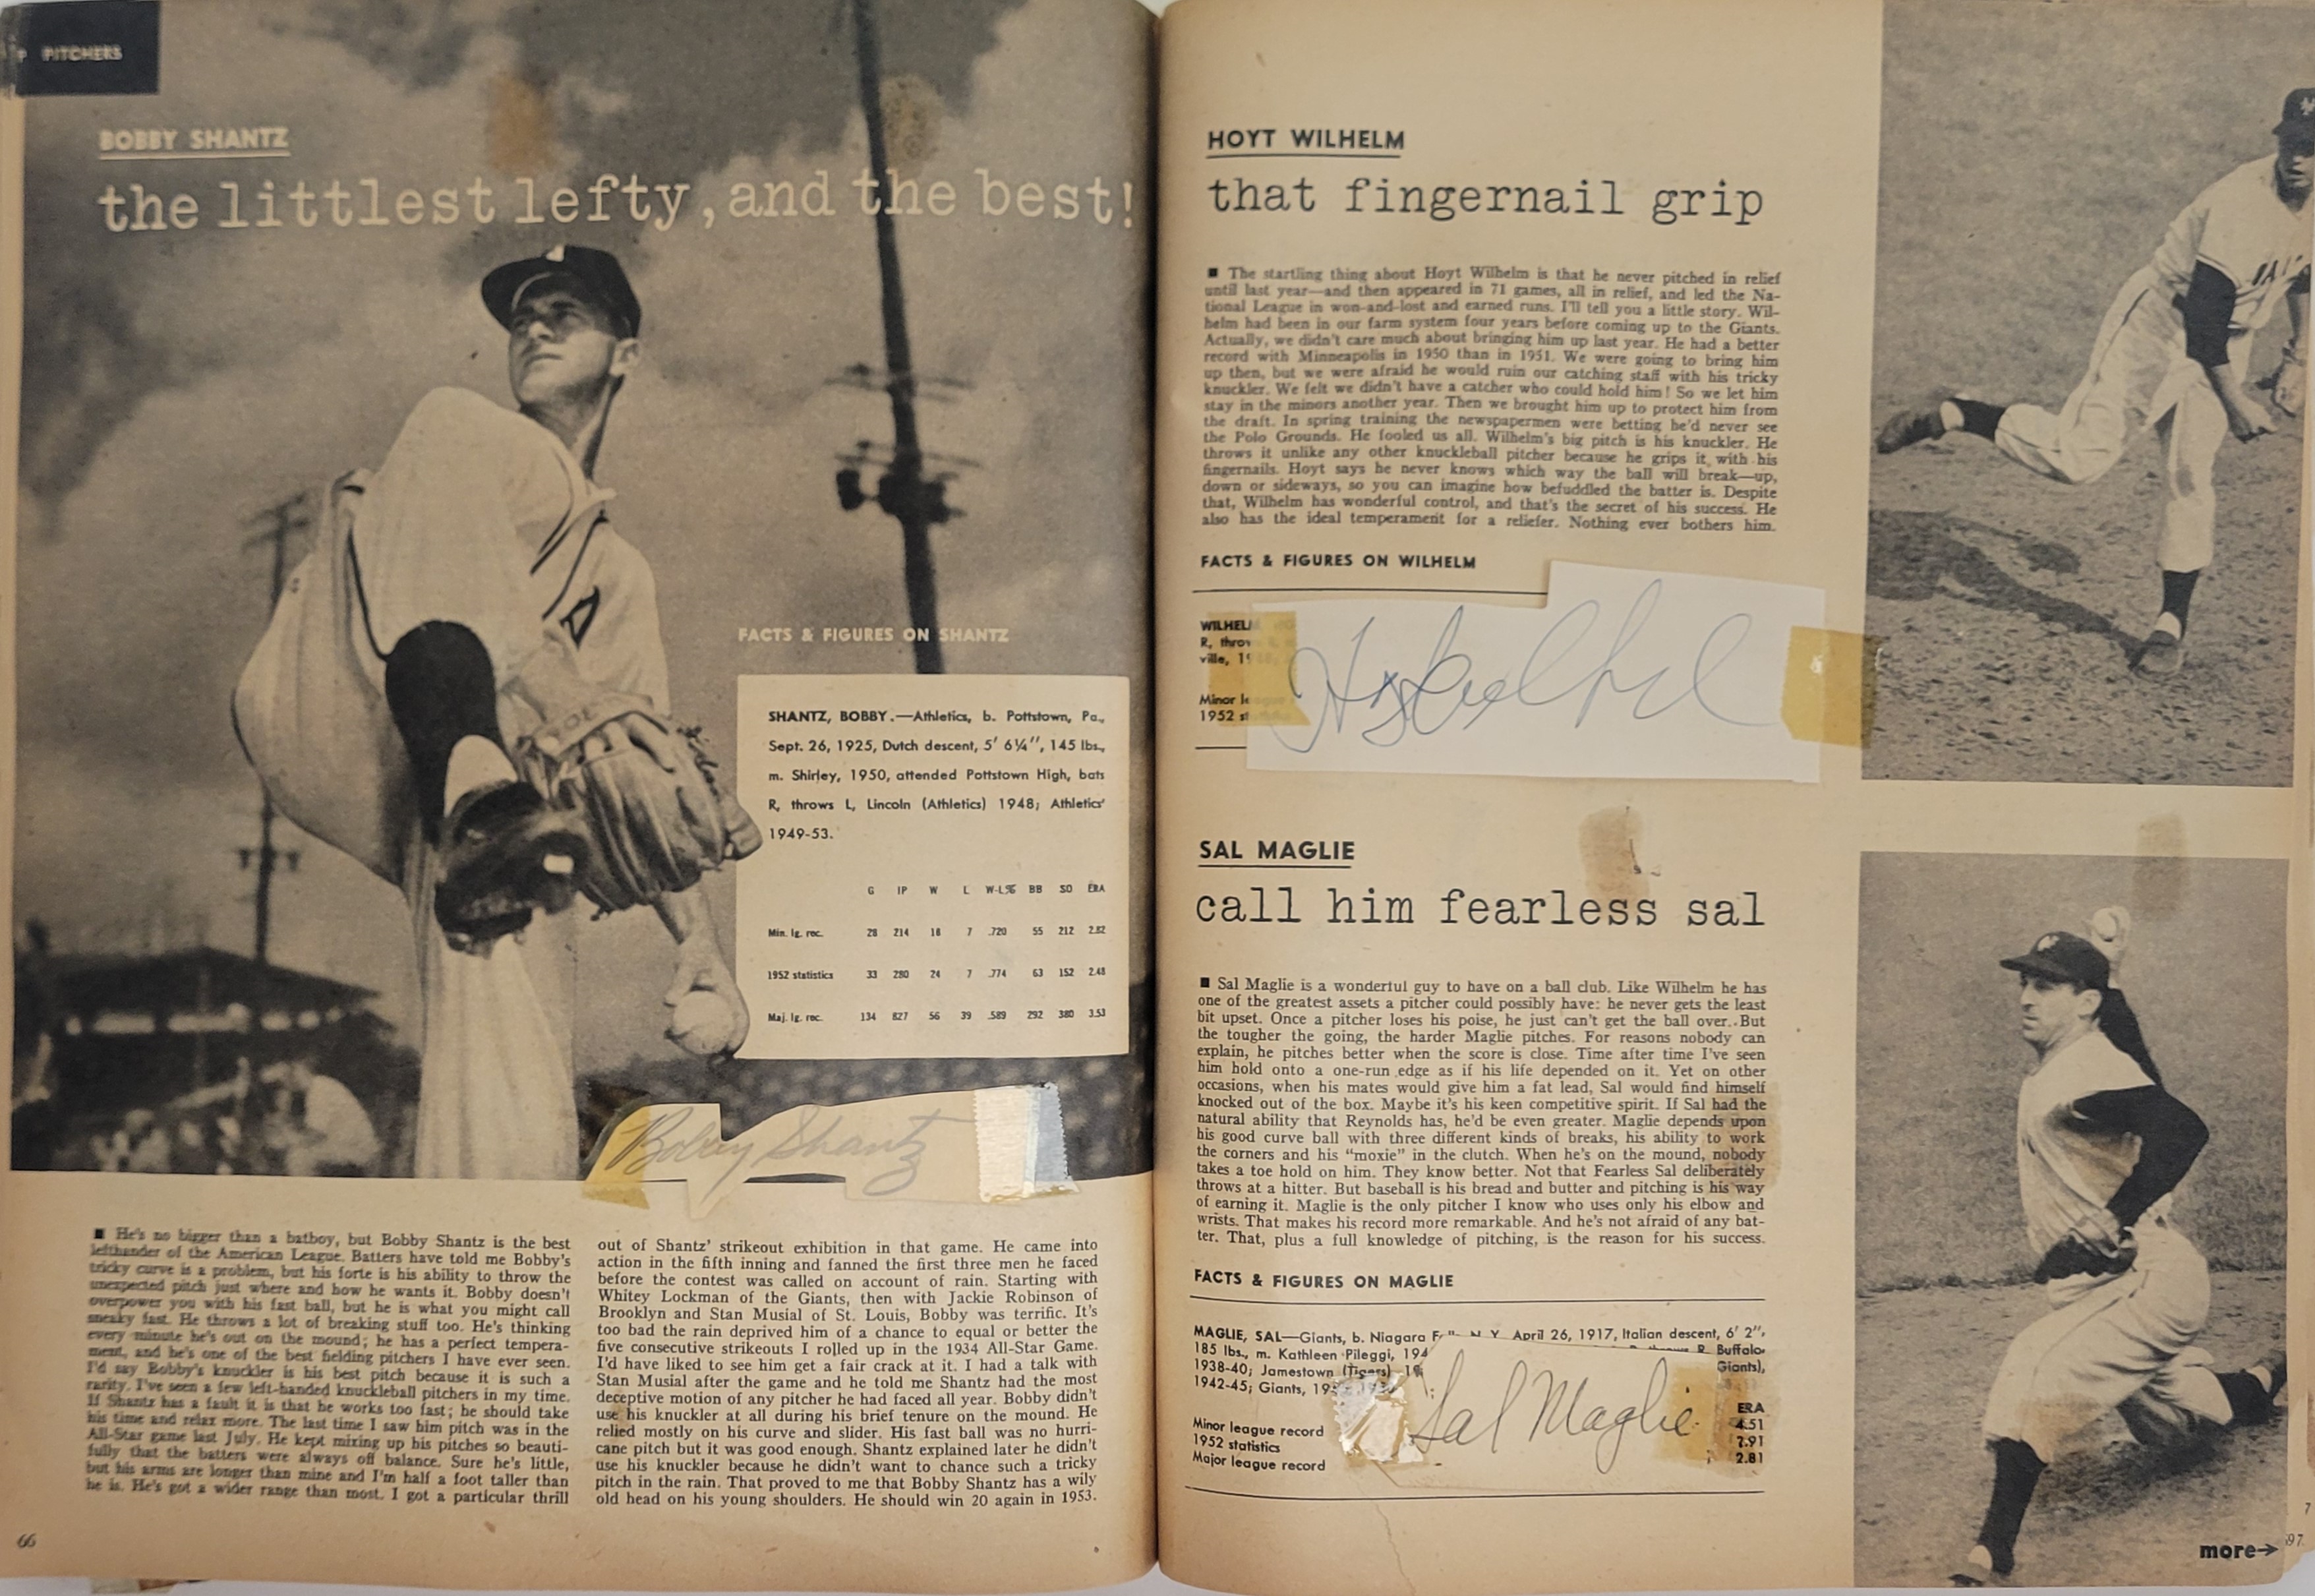 PITCHERS
BOBBY SHANTZ
the littlest lefty, and the best!
FACTS & FIGURES ON SHANTZ
SHANTZ, BOBBY.—Athletics, b. Pottstown, Pa.,
Sept. 26, 1925, Dutch descent, 5' 6¼", 145 lbs.,
m. Shirley, 1950, attended Pottstown High, bats
R, throws L, Lincoln (Athletics) 1948; Athletics'
1949-53.
G IP W L W-L% BB SO ERA
Min. lg. rec. 28 214 18 7 .720 55 212 2.82
1952 statistics 33 280 24 7 .774 63 152 2.48
Maj. lg. rec. 134 827 56 39 .589 292 380 3.53
Bobby Shantz
■ He's no bigger than a batboy, but Bobby Shantz is the best
lefthander of the American League. Batters have told me Bobby's
tricky curve is a problem, but his forte is his ability to throw the
unexpected pitch just where and how he wants it. Bobby doesn't
overpower you with his fast ball, but he is what you might call
sneaky fast. He throws a lot of breaking stuff too. He's thinking
every minute he's out on the mound; he has a perfect tempera-
ment, and he's one of the best fielding pitchers I have ever seen.
I'd say Bobby's knuckler is his best pitch because it is such a
rarity. I've seen a few left-handed knuckleball pitchers in my time.
If Shantz has a fault it is that he works too fast; he should take
his time and relax more. The last time I saw him pitch was in the
All-Star game last July. He kept mixing up his pitches so beauti-
fully that the batters were always off balance. Sure he's little,
but his arms are longer than mine and I'm half a foot taller than
he is. He's got a wider range than most. I got a particular thrill
out of Shantz' strikeout exhibition in that game. He came into
action in the fifth inning and fanned the first three men he faced
before the contest was called on account of rain. Starting with
Whitey Lockman of the Giants, then with Jackie Robinson of
Brooklyn and Stan Musial of St. Louis, Bobby was terrific. It's
too bad the rain deprived him of a chance to equal or better the
five consecutive strikeouts I rolled up in the 1934 All-Star Game.
I'd have liked to see him get a fair crack at it. I had a talk with
Stan Musial after the game and he told me Shantz had the most
deceptive motion of any pitcher he had faced all year. Bobby didn't
use his knuckler at all during his brief tenure on the mound. He
relied mostly on his curve and slider. His fast ball was no hurri-
cane pitch but it was good enough. Shantz explained later he didn't
use his knuckler because he didn't want to chance such a tricky
pitch in the rain. That proved to me that Bobby Shantz has a wily
old head on his young shoulders. He should win 20 again in 1953.
66
HOYT WILHELM
that fingernail grip
■ The startling thing about Hoyt Wilhelm is that he never pitched in relief
until last year—and then appeared in 71 games, all in relief, and led the Na-
tional League in won-and-lost and earned runs. I'll tell you a little story. Wil-
helm had been in our farm system four years before coming up to the Giants.
Actually, we didn't care much about bringing him up last year. He had a better
record with Minneapolis in 1950 than in 1951. We were going to bring him
up then, but we were afraid he would ruin our catching staff with his tricky
knuckler. We felt we didn't have a catcher who could hold him! So we let him
stay in the minors another year. Then we brought him up to protect him from
the draft. In spring training the newspapermen were betting he'd never see
the Polo Grounds. He fooled us all. Wilhelm's big pitch is his knuckler. He
throws it unlike any other knuckleball pitcher because he grips it with his
fingernails. Hoyt says he never knows which way the ball will break—up,
down or sideways, so you can imagine how befuddled the batter is. Despite
that, Wilhelm has wonderful control, and that's the secret of his success. He
also has the ideal temperament for a reliefer. Nothing ever bothers him.
FACTS & FIGURES ON WILHELM
R, throws
ville,
Minor
1952
SAL MAGLIE
call him fearless sal
■ Sal Maglie is a wonderful guy to have on a ball club. Like Wilhelm he has
one of the greatest assets a pitcher could possibly have: he never gets the least
bit upset. Once a pitcher loses his poise, he just can't get the ball over. But
the tougher the going, the harder Maglie pitches. For reasons nobody can
explain, he pitches better when the score is close. Time after time I've seen
him hold onto a one-run edge as if his life depended on it. Yet on other
occasions, when his mates would give him a fat lead, Sal would find himself
knocked out of the box. Maybe it's his keen competitive spirit. If Sal had the
natural ability that Reynolds has, he'd be even greater. Maglie depends upon
his good curve ball with three different kinds of breaks, his ability to work
the corners and his "moxie" in the clutch. When he's on the mound, nobody
takes a toe hold on him. They know better. Not that Fearless Sal deliberately
throws at a hitter. But baseball is his bread and butter and pitching is his way
of earning it. Maglie is the only pitcher I know who uses only his elbow and
wrists. That makes his record more remarkable. And he's not afraid of any bat-
ter. That, plus a full knowledge of pitching, is the reason for his success.
FACTS & FIGURES ON MAGLIE
MAGLIE, SAL—Giants, b. Niagara N. Y. April 26, 1917, Italian descent, 6' 2",
185 lbs., m. Kathleen Pileggi, R, Buffalo,
1938-40; Jamestown (Tigers) Giants),
1942-45; Giants,
ERA
Minor league record 4.51
1952 statistics 2.91
Major league record 2.81
Sal Maglie
more→